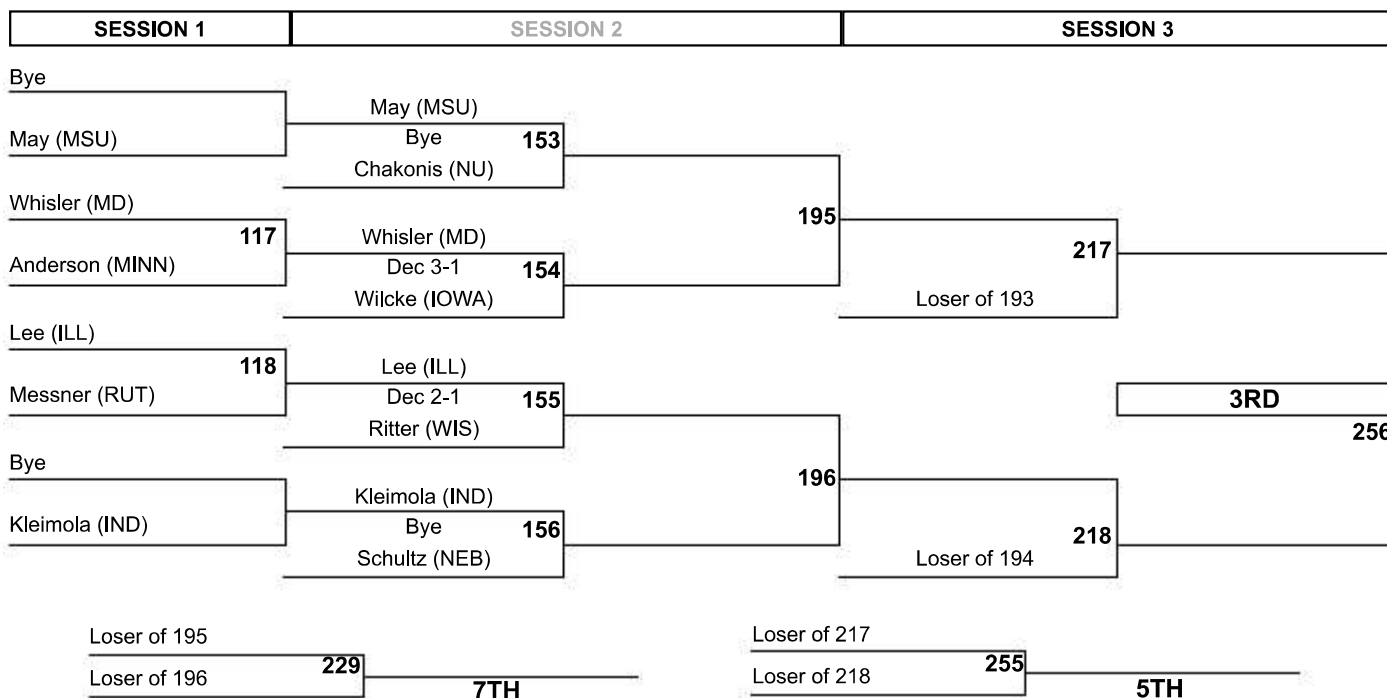 SESSION 1
SESSION 2
SESSION 3
Bye
May (MSU)
May (MSU)
Bye
153
Chakonis (NU)
Whisler (MD)
117
Anderson (MINN)
Whisler (MD)
Dec 3-1
154
Wilcke (IOWA)
195
217
Loser of 193
Lee (ILL)
118
Messner (RUT)
Lee (ILL)
Dec 2-1
155
Ritter (WIS)
3RD
256
Bye
Kleimola (IND)
Kleimola (IND)
Bye
156
Schultz (NEB)
196
218
Loser of 194
Loser of 195
229
Loser of 196
7TH
Loser of 217
255
Loser of 218
5TH